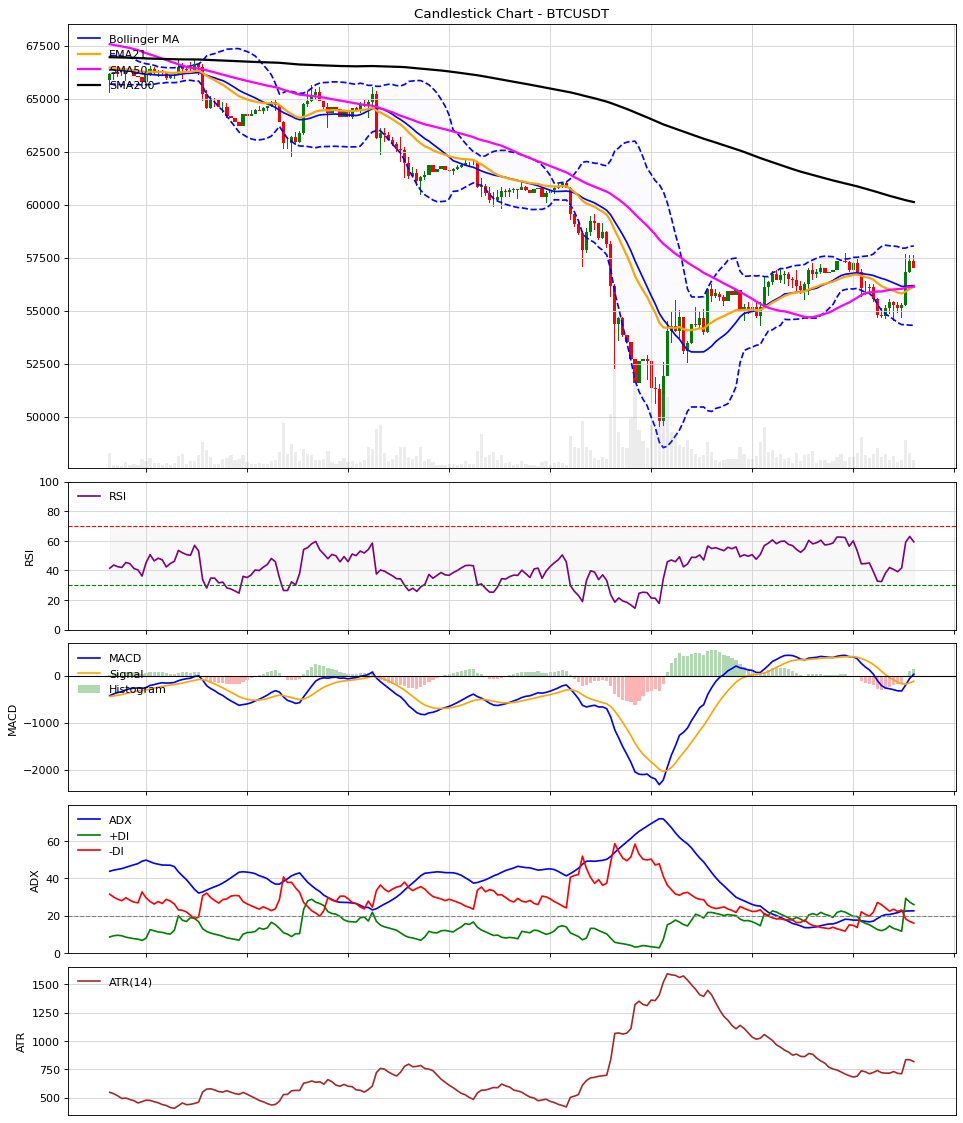 Candlestick Chart - BTCUSDT
67500
65000
62500
60000
57500
55000
52500
50000
Bollinger MA
EMA21
SMA50
SMA200
RSI
100
80
60
40
20
0
RSI
MACD
0
−1000
−2000
MACD
Signal
Histogram
ADX
60
40
20
0
ADX
+DI
-DI
ATR
1500
1250
1000
750
500
ATR(14)